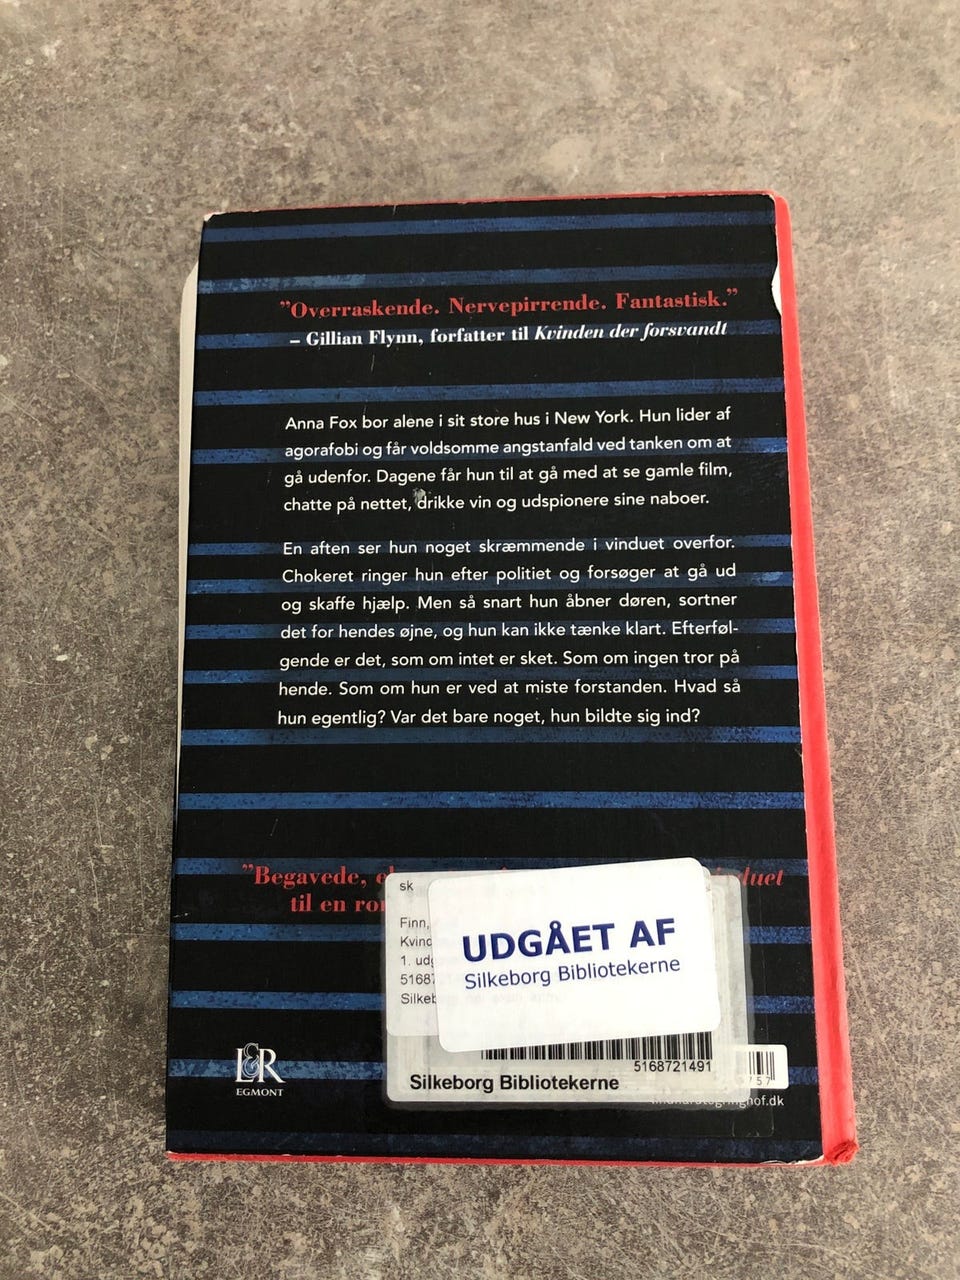 ”Overraskende. Nervepirrende. Fantastisk.”
– Gillian Flynn, forfatter til Kvinden der forsvandt
Anna Fox bor alene i sit store hus i New York. Hun lider af
agorafobi og får voldsomme angstanfald ved tanken om at
gå udenfor. Dagene får hun til at gå med at se gamle film,
chatte på nettet, drikke vin og udspionere sine naboer.
En aften ser hun noget skræmmende i vinduet overfor.
Chokeret ringer hun efter politiet og forsøger at gå ud
og skaffe hjælp. Men så snart hun åbner døren, sortner
det for hendes øjne, og hun kan ikke tænke klart. Efterføl-
gende er det, som om intet er sket. Som om ingen tror på
hende. Som om hun er ved at miste forstanden. Hvad så
hun egentlig? Var det bare noget, hun bildte sig ind?
”Begavede,
til en
sk
Finn,
1.
UDGÅET AF
Silkeborg Bibliotekerne
5168721491
Silkeborg Bibliotekerne
L&R
EGMONT